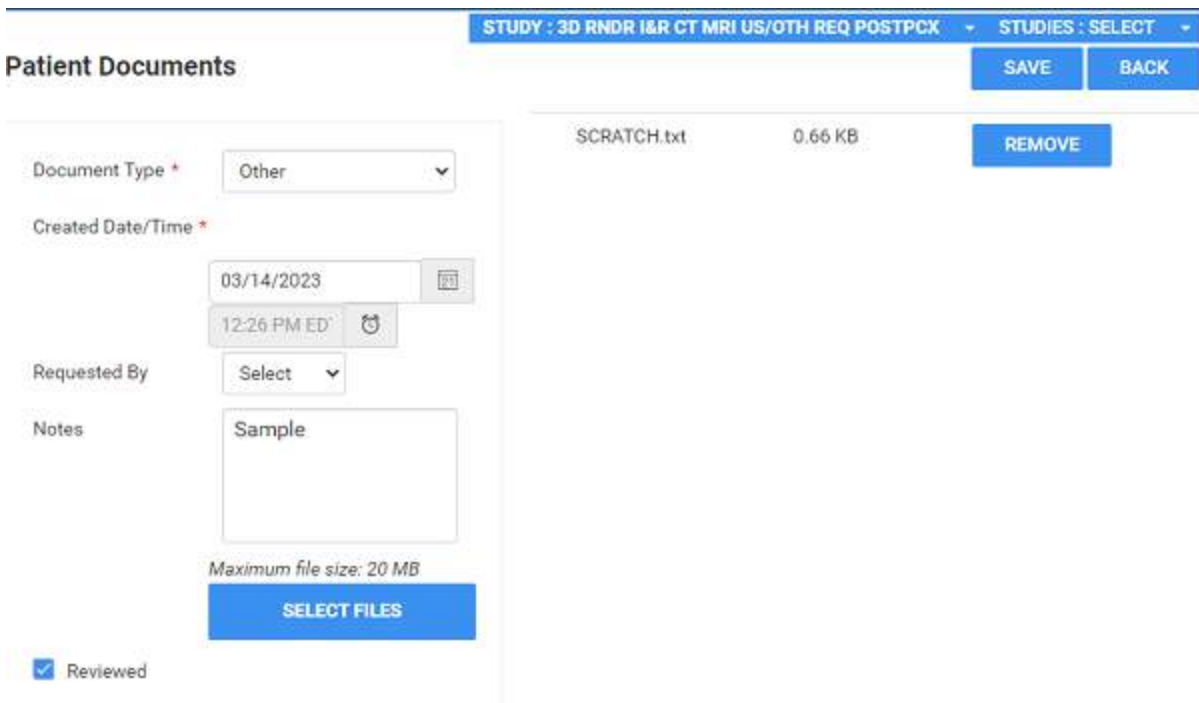 STUDY : 3D RNDR I&R CT MRI US/OTH REQ POSTPCX STUDIES : SELECT
Patient Documents
SAVE BACK
SCRATCH.txt 0.66 KB REMOVE
Document Type * Other
Created Date/Time *
03/14/2023
12:26 PM ED
Requested By Select
Notes Sample
Maximum file size: 20 MB
SELECT FILES
Reviewed